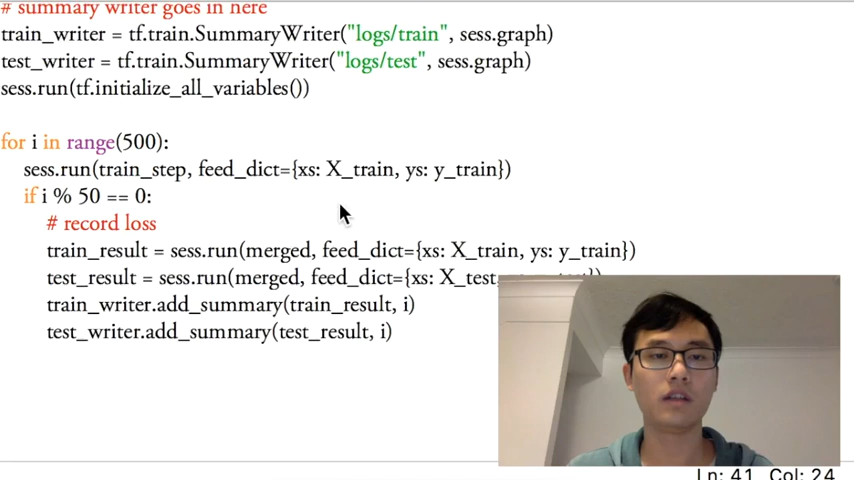 # summary writer goes in here
train_writer = tf.train.SummaryWriter("logs/train", sess.graph)
test_writer = tf.train.SummaryWriter("logs/test", sess.graph)
sess.run(tf.initialize_all_variables())
for i in range(500):
sess.run(train_step, feed_dict={xs: X_train, ys: y_train})
if i % 50 == 0:
# record loss
train_result = sess.run(merged, feed_dict={xs: X_train, ys: y_train})
test_result = sess.run(merged, feed_dict={xs: X_test,
train_writer.add_summary(train_result, i)
test_writer.add_summary(test_result, i)
Ln: 41 Col: 24